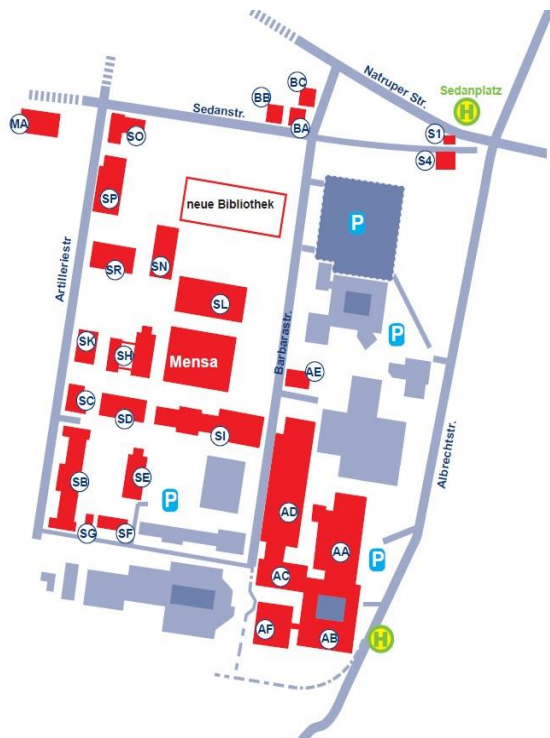 Natruper Str.
Sedanplatz
H
BC
BB
BA
Sedanstr.
MA
SO
S1
S4
SP
neue Bibliothek
P
Artilleriestr
SR
SN
SL
Barbarastr.
P
SK
SH
Mensa
AE
SC
SD
SI
Albrechtstr.
SB
SE
P
AD
SG
SF
AA
P
AC
AF
AB
H